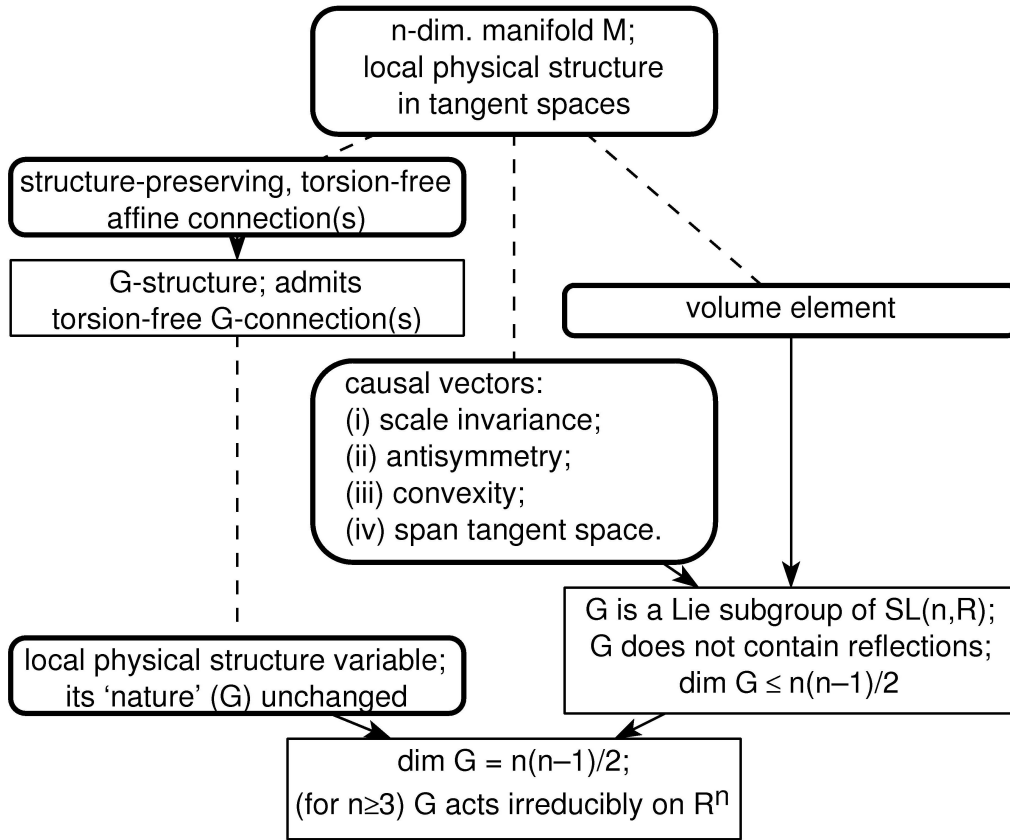 n-dim. manifold M;
local physical structure
in tangent spaces
structure-preserving, torsion-free
affine connection(s)
G-structure; admits
torsion-free G-connection(s)
volume element
causal vectors:
(i) scale invariance;
(ii) antisymmetry;
(iii) convexity;
(iv) span tangent space.
G is a Lie subgroup of SL(n,R);
G does not contain reflections;
dim G ≤ n(n–1)/2
local physical structure variable;
its ‘nature’ (G) unchanged
dim G = n(n–1)/2;
(for n≥3) G acts irreducibly on Rⁿ